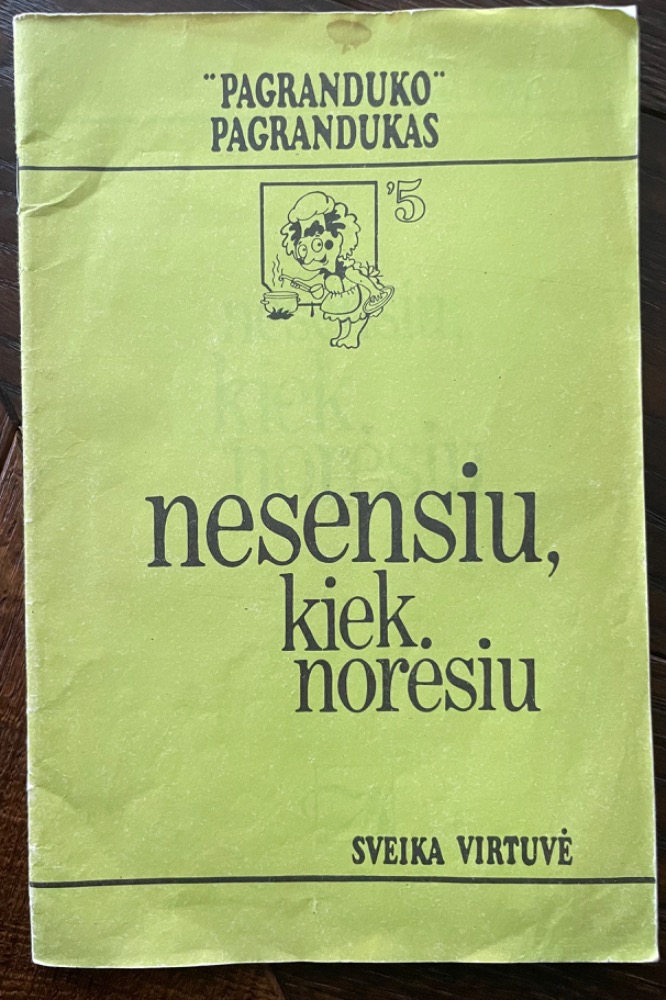 "PAGRANDUKO"
PAGRANDUKAS
'5
nesensiu,
kiek
norėsiu
SVEIKA VIRTUVĖ